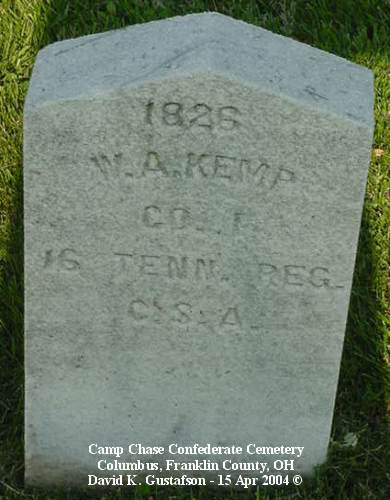 1826
W. A. KEMP
CO. I
16 TENN. REG.
C. S. A.
Camp Chase Confederate Cemetery
Columbus, Franklin County, OH
David K. Gustafson - 15 Apr 2004 ©